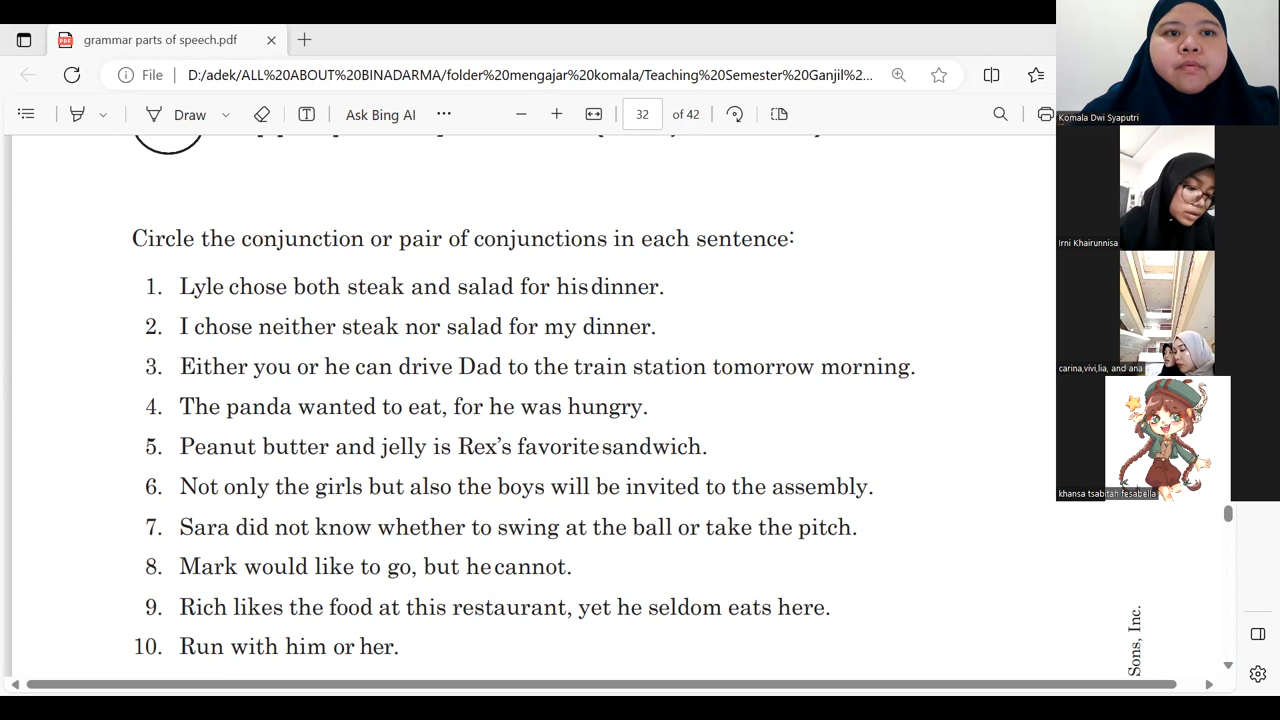 grammar parts of speech.pdf
File D:/adek/ALL%20ABOUT%20BINADARMA/folder%20mengajar%20komala/Teaching%20Semester%20Ganjil%2...
Draw Ask Bing AI 32 of 42
Circle the conjunction or pair of conjunctions in each sentence:
1. Lyle chose both steak and salad for his dinner.
2. I chose neither steak nor salad for my dinner.
3. Either you or he can drive Dad to the train station tomorrow morning.
4. The panda wanted to eat, for he was hungry.
5. Peanut butter and jelly is Rex's favorite sandwich.
6. Not only the girls but also the boys will be invited to the assembly.
7. Sara did not know whether to swing at the ball or take the pitch.
8. Mark would like to go, but he cannot.
9. Rich likes the food at this restaurant, yet he seldom eats here.
10. Run with him or her.
Sons, Inc.
Komala Dwi Syaputri
Irni Khairunnisa
carina,vivi,lia, and ana
khansa tsabitah fesabella